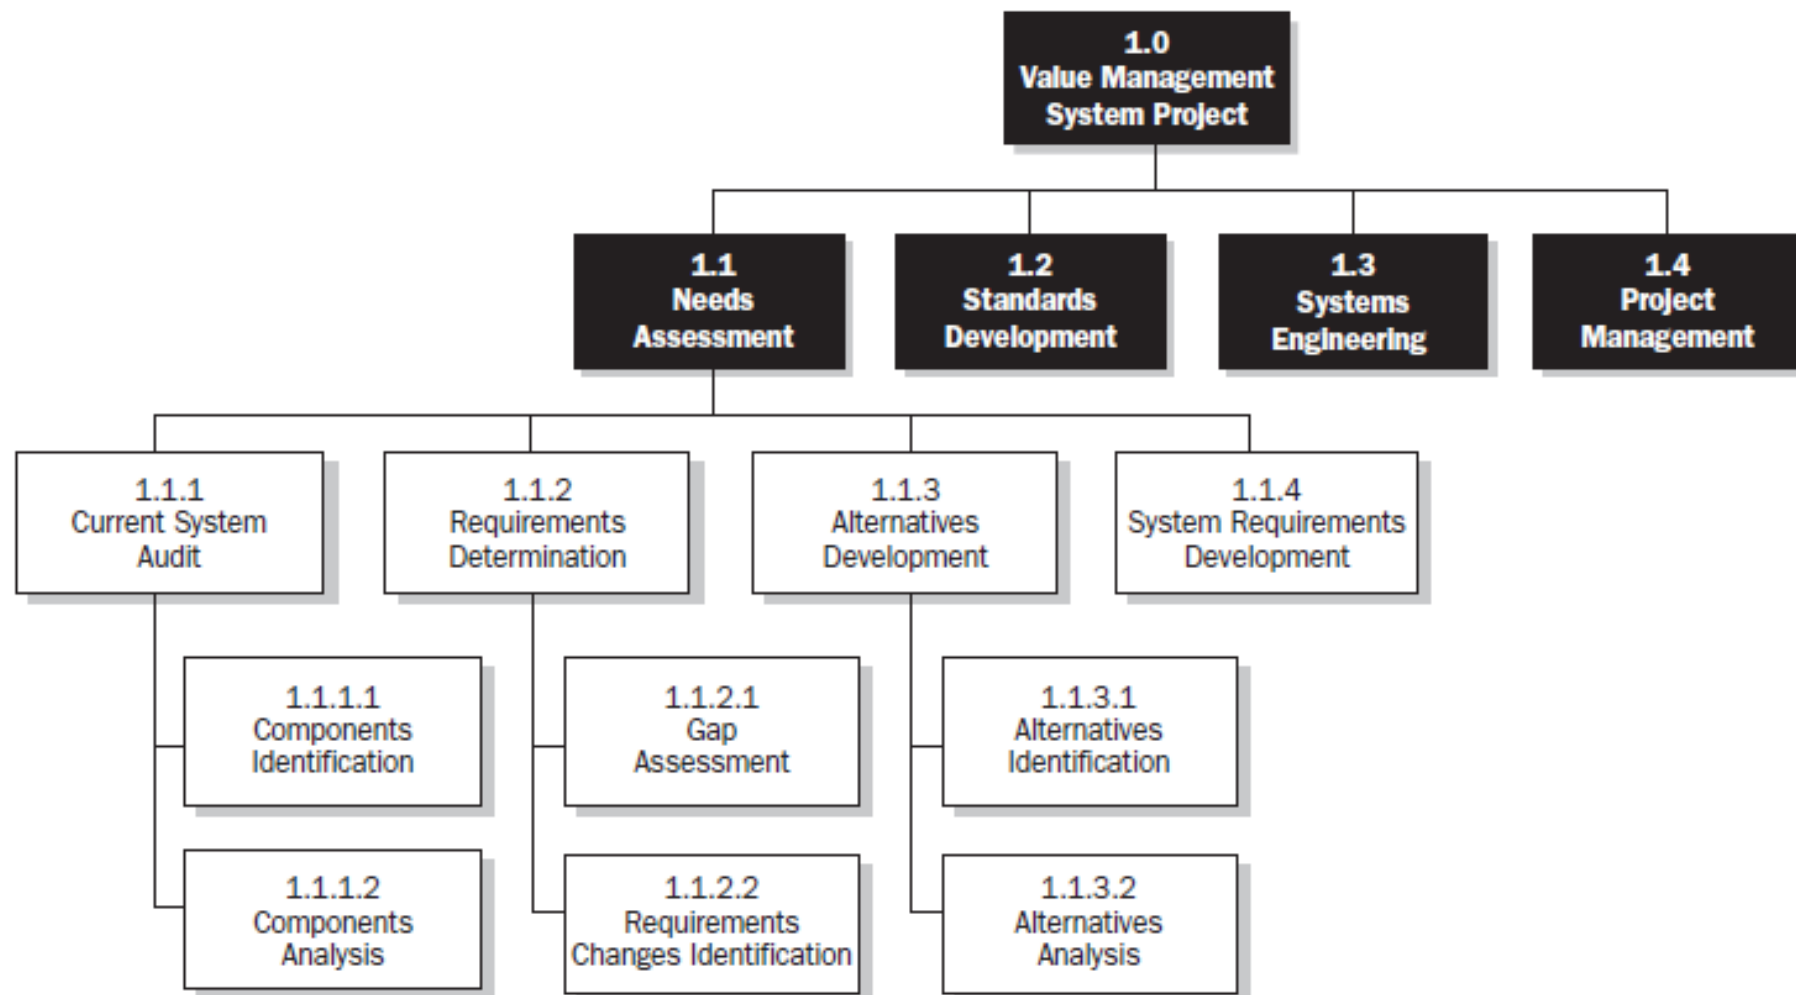 1.0
Value Management
System Project
1.1
Needs
Assessment
1.2
Standards
Development
1.3
Systems
Engineering
1.4
Project
Management
1.1.1
Current System
Audit
1.1.2
Requirements
Determination
1.1.3
Alternatives
Development
1.1.4
System Requirements
Development
1.1.1.1
Components
Identification
1.1.2.1
Gap
Assessment
1.1.3.1
Alternatives
Identification
1.1.1.2
Components
Analysis
1.1.2.2
Requirements
Changes Identification
1.1.3.2
Alternatives
Analysis